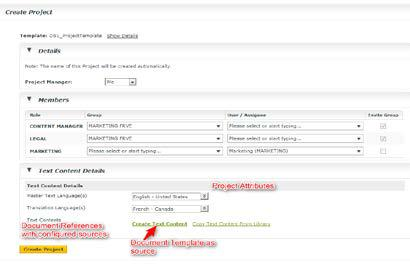 Create Project
Template: DS1_ProjectTemplate Show Details
Details
Note: The name of this Project will be created automatically.
Project Manager: Me
Members
Role Group User / Assignee Invite Group
CONTENT MANAGER MARKETING FRVE Please select or start typing...
LEGAL MARKETING FRVE Please select or start typing...
MARKETING Please select or start typing... Marketing (MARKETING)
Text Content Details
Text Content Details Project Attributes
Master Text Language(s) English - United States
Translation Language(s) French - Canada
Text Contents Create Text Content Copy Text Content From Library
Document References
with configured sources
Document Template as
source
Create Project